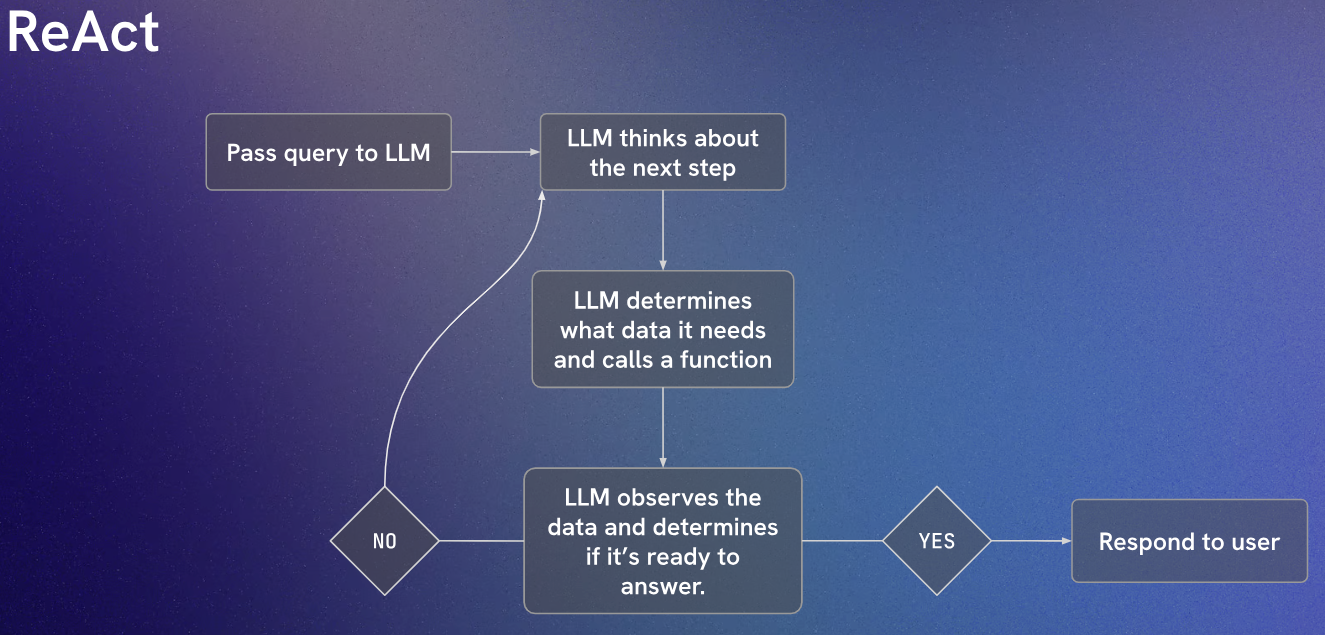 ReAct
Pass query to LLM
LLM thinks about
the next step
LLM determines
what data it needs
and calls a function
LLM observes the
data and determines
if it’s ready to
answer.
NO
YES
Respond to user